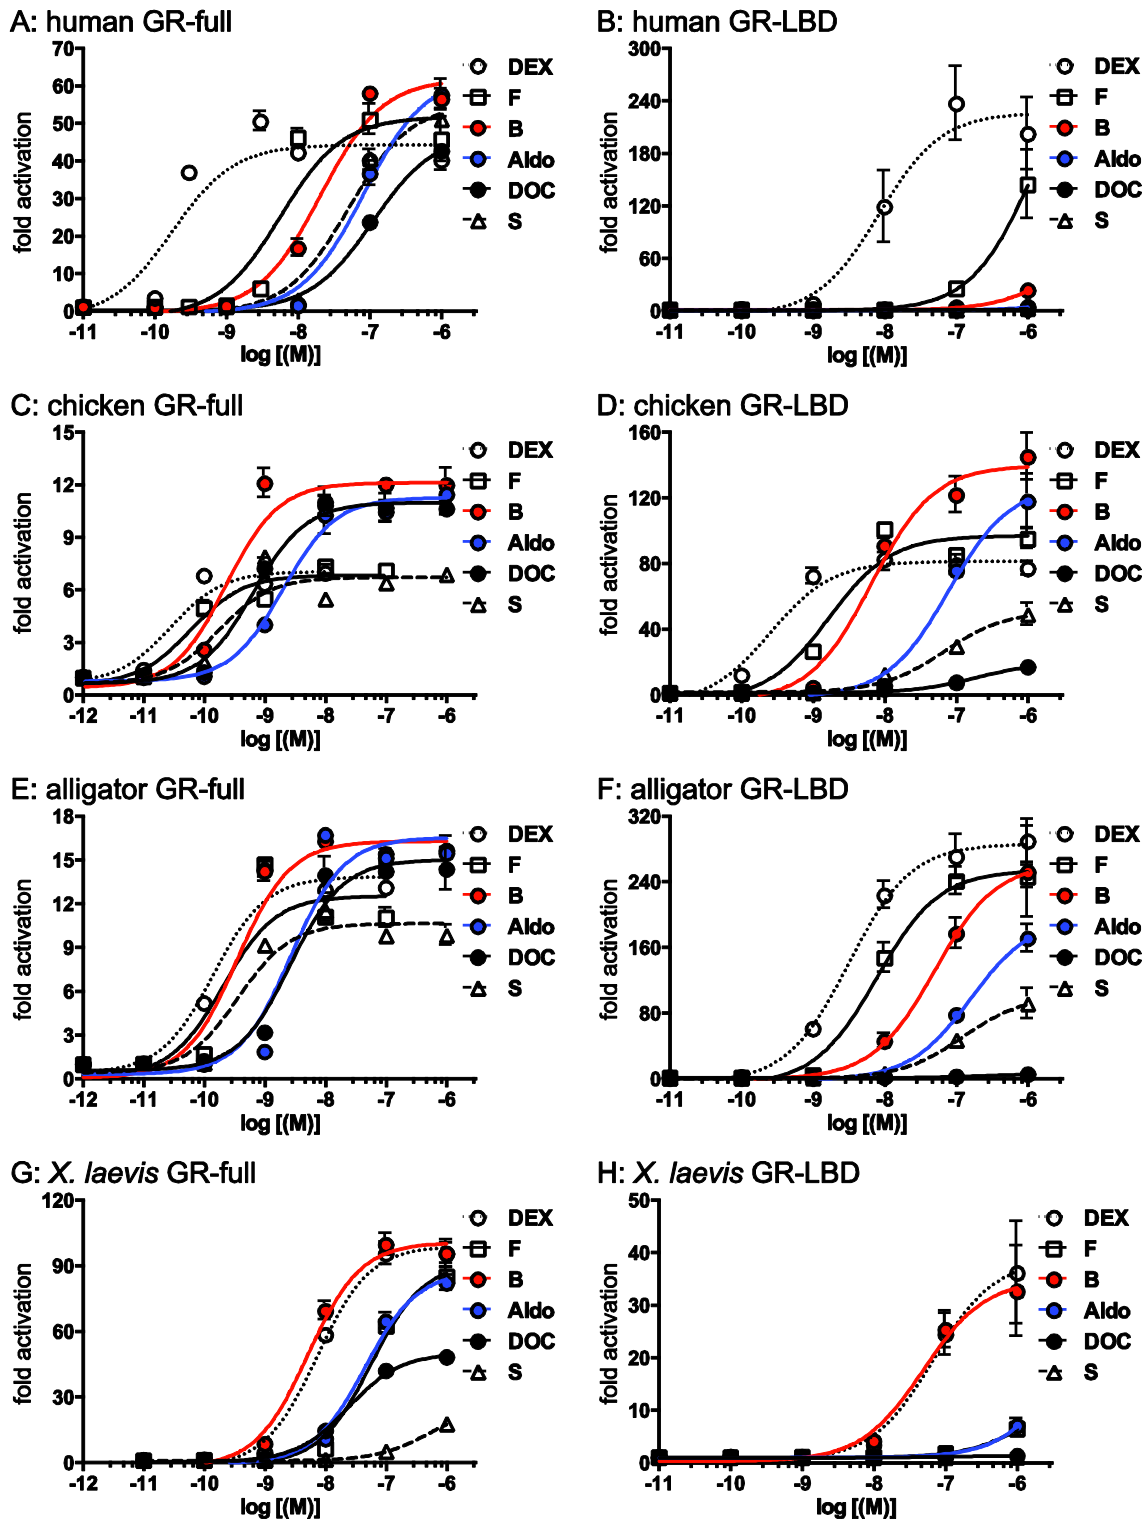 A: human GR-full
fold activation
70
60
50
40
30
20
10
0
-11
-10
-9
-8
-7
-6
log [(M)]
DEX
F
B
Aldo
DOC
S
B: human GR-LBD
fold activation
300
240
180
120
60
0
-11
-10
-9
-8
-7
-6
log [(M)]
DEX
F
B
Aldo
DOC
S
C: chicken GR-full
fold activation
15
12
9
6
3
0
-12
-11
-10
-9
-8
-7
-6
log [(M)]
DEX
F
B
Aldo
DOC
S
D: chicken GR-LBD
fold activation
160
120
80
40
0
-11
-10
-9
-8
-7
-6
log [(M)]
DEX
F
B
Aldo
DOC
S
E: alligator GR-full
fold activation
18
15
12
9
6
3
0
-12
-11
-10
-9
-8
-7
-6
log [(M)]
DEX
F
B
Aldo
DOC
S
F: alligator GR-LBD
fold activation
320
240
160
80
0
-11
-10
-9
-8
-7
-6
log [(M)]
DEX
F
B
Aldo
DOC
S
G: X. laevis GR-full
fold activation
120
90
60
30
0
-12
-11
-10
-9
-8
-7
-6
log [(M)]
DEX
F
B
Aldo
DOC
S
H: X. laevis GR-LBD
fold activation
50
40
30
20
10
0
-11
-10
-9
-8
-7
-6
log [(M)]
DEX
F
B
Aldo
DOC
S